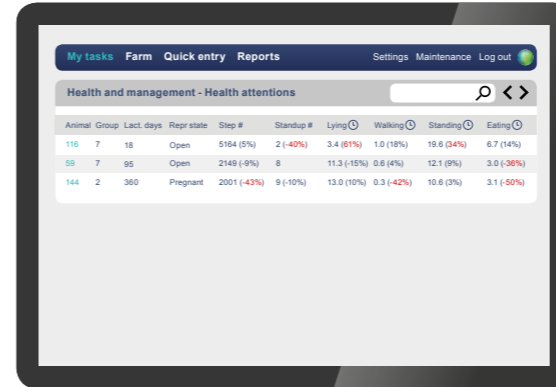 My tasks Farm Quick entry Reports Settings Maintenance Log out
Health and management - Health attentions
Animal Group Lact. days Repr state Step # Standup # Lying Walking Standing Eating
116 7 18 Open 5164 (5%) 2 (-40%) 3.4 (61%) 1.0 (18%) 19.6 (34%) 6.7 (14%)
59 7 95 Open 2149 (-9%) 8 11.3 (-15%) 0.6 (4%) 12.1 (9%) 3.0 (-36%)
144 2 360 Pregnant 2001 (-43%) 9 (-10%) 13.0 (10%) 0.3 (-42%) 10.6 (3%) 3.1 (-50%)